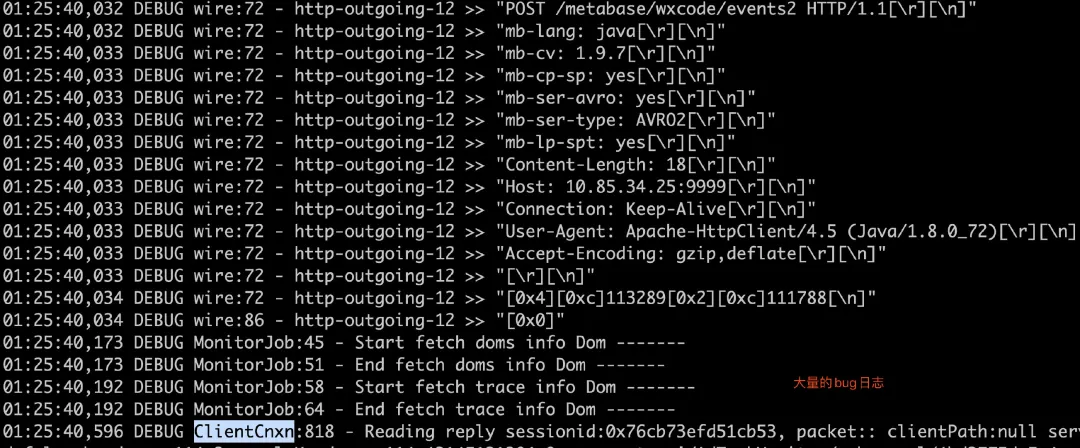 01:25:40,032 DEBUG wire:72 - http-outgoing-12 >> "POST /metabase/wxcode/events2 HTTP/1.1[\r][\n]"
01:25:40,032 DEBUG wire:72 - http-outgoing-12 >> "mb-lang: java[\r][\n]"
01:25:40,033 DEBUG wire:72 - http-outgoing-12 >> "mb-cv: 1.9.7[\r][\n]"
01:25:40,033 DEBUG wire:72 - http-outgoing-12 >> "mb-cp-sp: yes[\r][\n]"
01:25:40,033 DEBUG wire:72 - http-outgoing-12 >> "mb-ser-avro: yes[\r][\n]"
01:25:40,033 DEBUG wire:72 - http-outgoing-12 >> "mb-ser-type: AVRO2[\r][\n]"
01:25:40,033 DEBUG wire:72 - http-outgoing-12 >> "mb-lp-spt: yes[\r][\n]"
01:25:40,033 DEBUG wire:72 - http-outgoing-12 >> "Content-Length: 18[\r][\n]"
01:25:40,033 DEBUG wire:72 - http-outgoing-12 >> "Host: 10.85.34.25:9999[\r][\n]"
01:25:40,033 DEBUG wire:72 - http-outgoing-12 >> "Connection: Keep-Alive[\r][\n]"
01:25:40,033 DEBUG wire:72 - http-outgoing-12 >> "User-Agent: Apache-HttpClient/4.5 (Java/1.8.0_72)[\r][\n]
01:25:40,033 DEBUG wire:72 - http-outgoing-12 >> "Accept-Encoding: gzip,deflate[\r][\n]"
01:25:40,033 DEBUG wire:72 - http-outgoing-12 >> "[\r][\n]"
01:25:40,034 DEBUG wire:72 - http-outgoing-12 >> "[0x4][0xc]113289[0x2][0xc]111788[\n]"
01:25:40,034 DEBUG wire:86 - http-outgoing-12 >> "[0x0]"
01:25:40,173 DEBUG MonitorJob:45 - Start fetch doms info Dom -------
01:25:40,173 DEBUG MonitorJob:51 - End fetch doms info Dom -------
01:25:40,192 DEBUG MonitorJob:58 - Start fetch trace info Dom -------
大量的bug日志
01:25:40,192 DEBUG MonitorJob:64 - End fetch trace info Dom -------
01:25:40,596 DEBUG ClientCnxn:818 - Reading reply sessionid:0x76cb73efd51cb53, packet:: clientPath:null ser